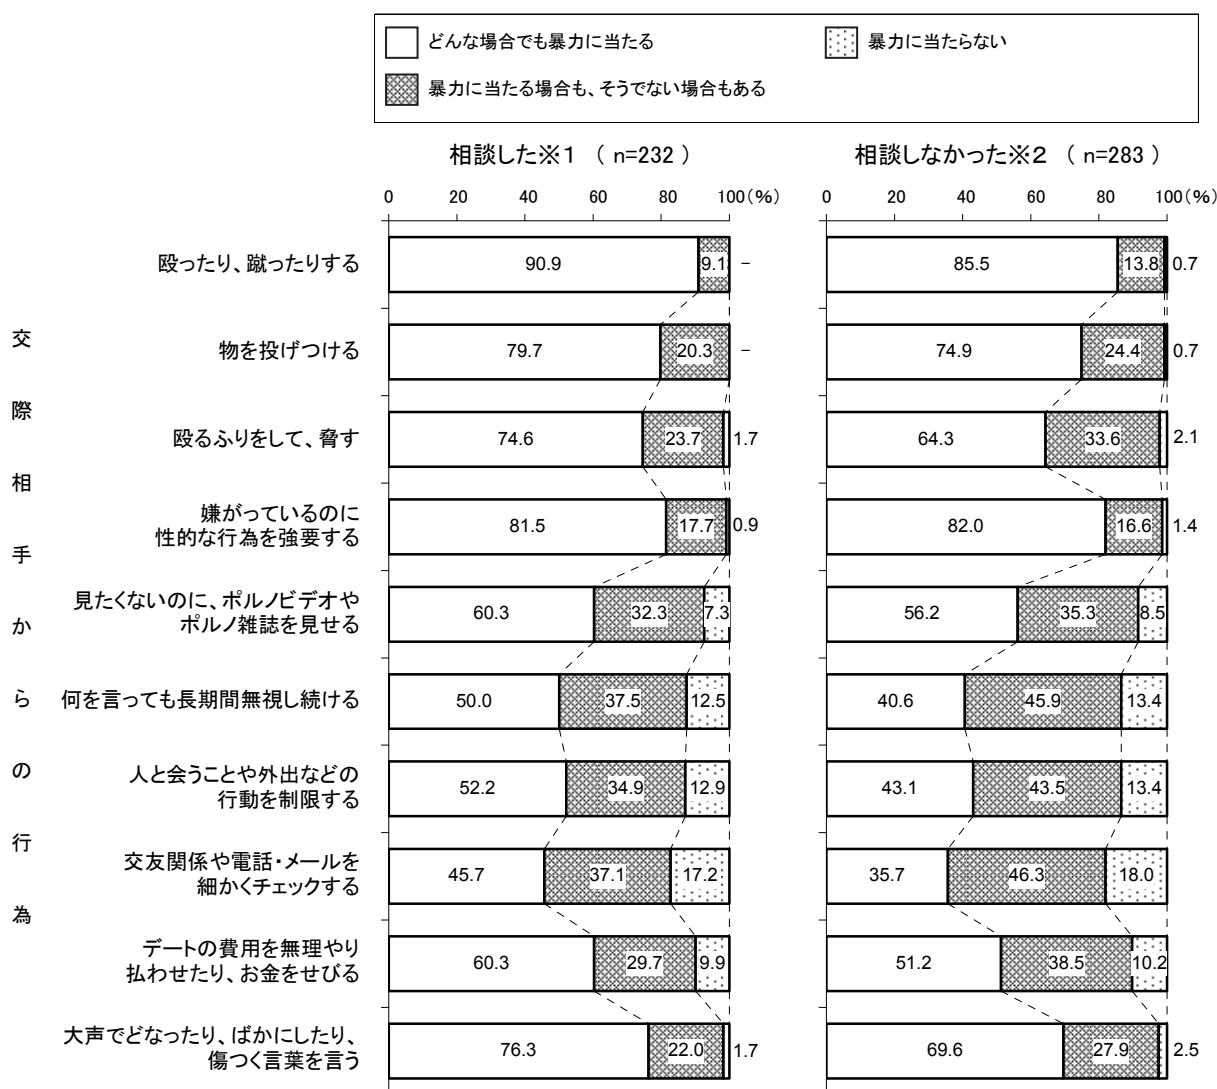 どんな場合でも暴力に当たる
暴力に当たらない
暴力に当たる場合も、そうでない場合もある
相談した※1 ( n=232 )
相談しなかった※2 ( n=283 )
0 20 40 60 80 100(%)
0 20 40 60 80 100(%)
交際相手からの行為
殴ったり、蹴ったりする
90.9 9.1 −
85.5 13.8 0.7
物を投げつける
79.7 20.3 −
74.9 24.4 0.7
殴るふりをして、脅す
74.6 23.7 1.7
64.3 33.6 2.1
嫌がっているのに
性的な行為を強要する
81.5 17.7 0.9
82.0 16.6 1.4
見たくないのに、ポルノビデオや
ポルノ雑誌を見せる
60.3 32.3 7.3
56.2 35.3 8.5
何を言っても長期間無視し続ける
50.0 37.5 12.5
40.6 45.9 13.4
人と会うことや外出などの
行動を制限する
52.2 34.9 12.9
43.1 43.5 13.4
交友関係や電話・メールを
細かくチェックする
45.7 37.1 17.2
35.7 46.3 18.0
デートの費用を無理やり
払わせたり、お金をせびる
60.3 29.7 9.9
51.2 38.5 10.2
大声でどなったり、ばかにしたり、
傷つく言葉を言う
76.3 22.0 1.7
69.6 27.9 2.5